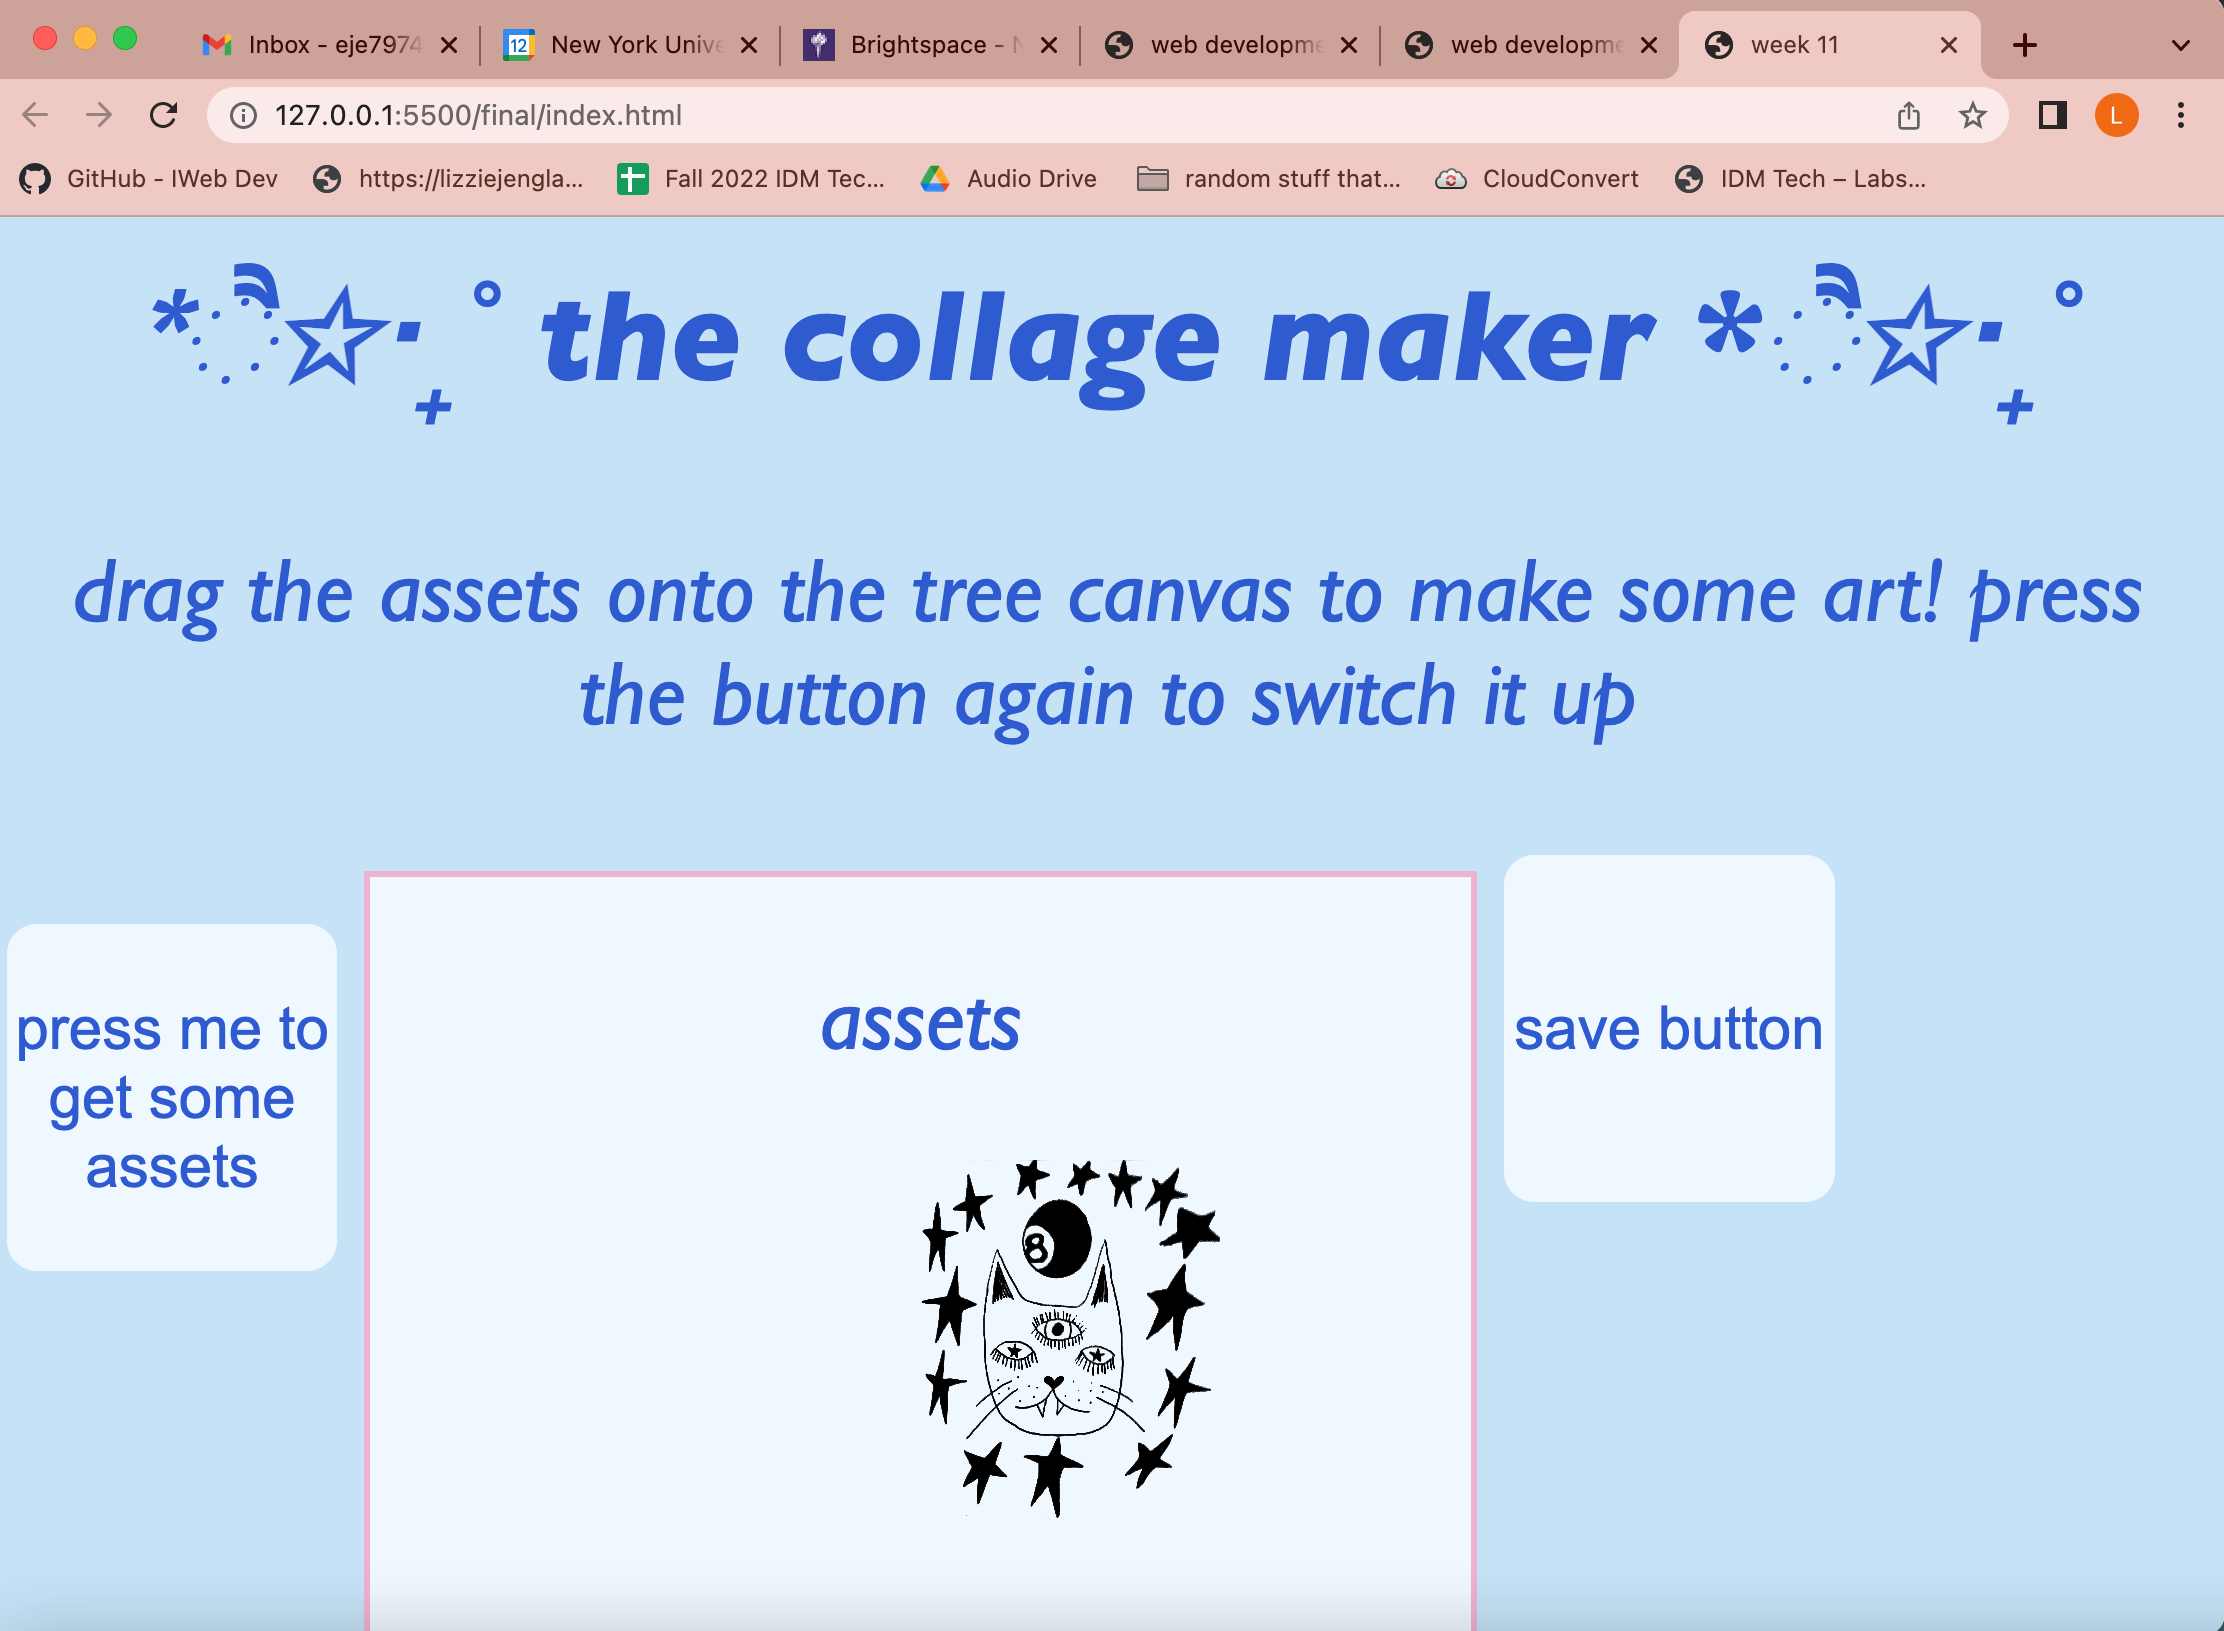 Inbox - eje7974
12
New York Unive
Brightspace - N
web developme
web developme
week 11
127.0.0.1:5500/final/index.html
L
GitHub - IWeb Dev
https://lizziejengla...
Fall 2022 IDM Tec...
Audio Drive
random stuff that...
CloudConvert
IDM Tech – Labs...
*ੈ✩‧₊˚ the collage maker *ੈ✩‧₊˚
drag the assets onto the tree canvas to make some art! press
the button again to switch it up
press me to
get some
assets
assets
8
save button